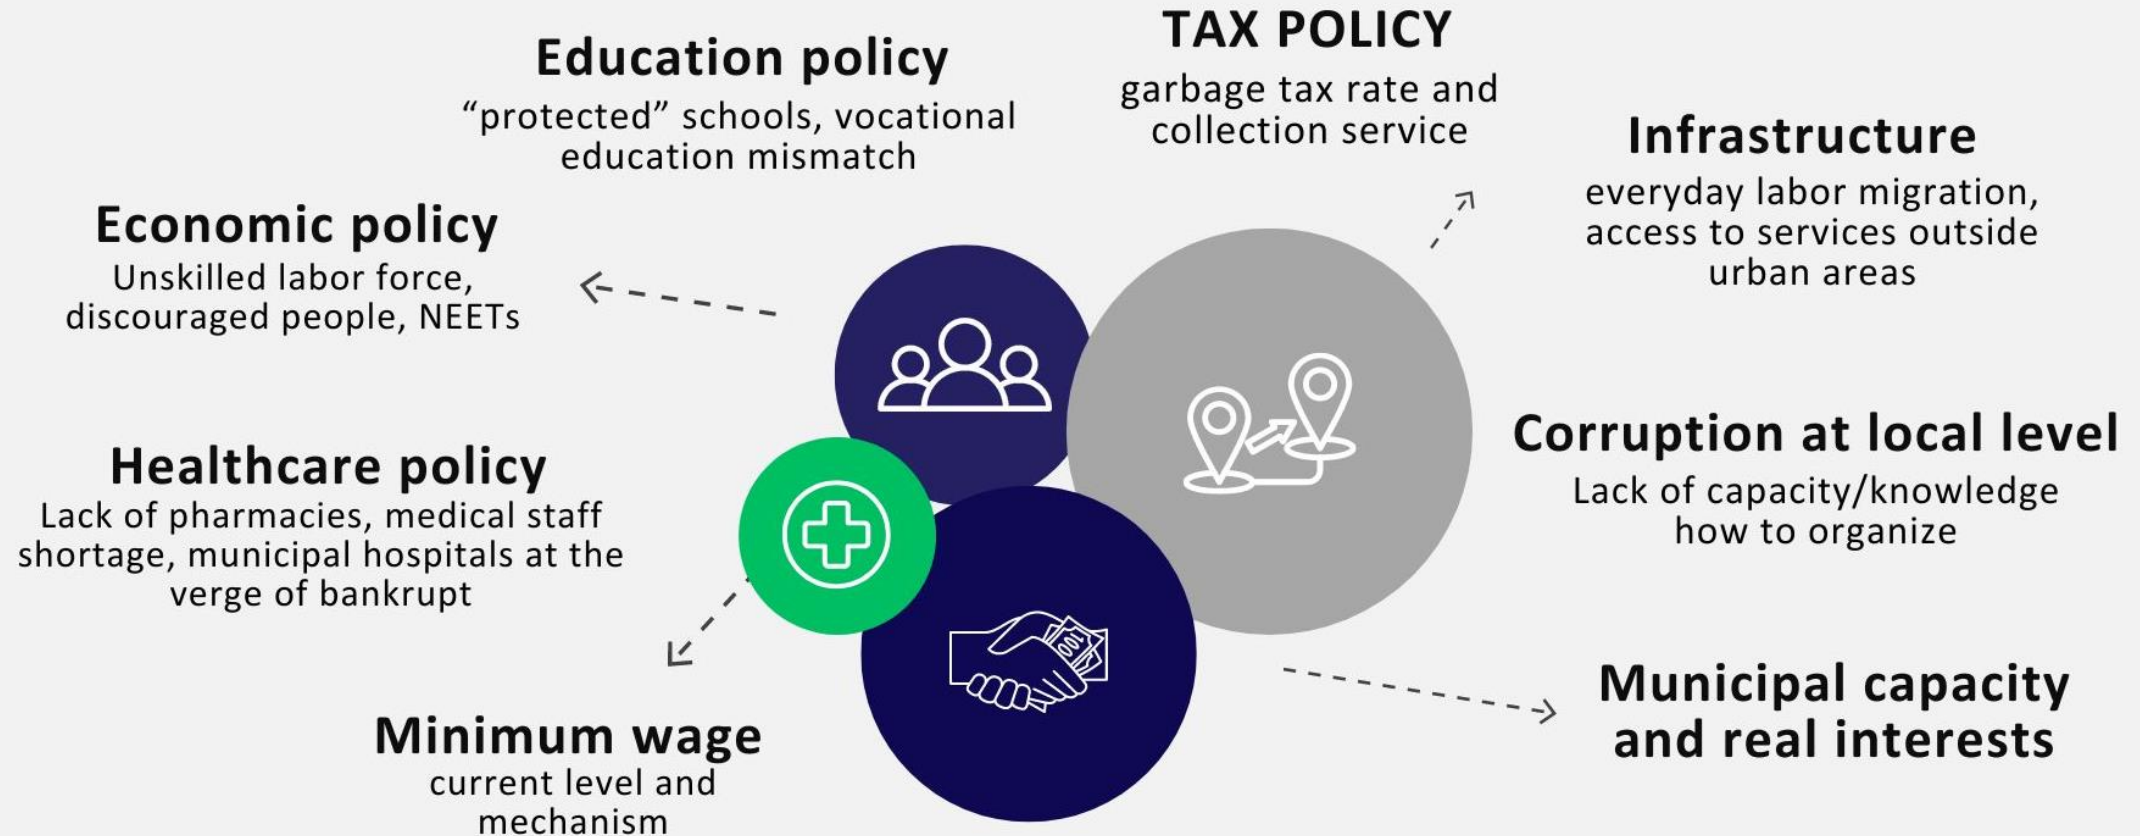 Education policy
“protected” schools, vocational
education mismatch
TAX POLICY
garbage tax rate and
collection service
Infrastructure
everyday labor migration,
access to services outside
urban areas
Economic policy
Unskilled labor force,
discouraged people, NEETs
Healthcare policy
Lack of pharmacies, medical staff
shortage, municipal hospitals at the
verge of bankrupt
Corruption at local level
Lack of capacity/knowledge
how to organize
100
Minimum wage
current level and
mechanism
Municipal capacity
and real interests